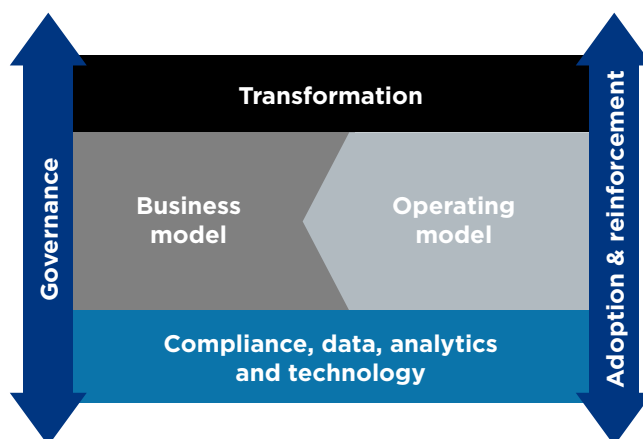 Transformation
Governance
Business
model
Operating
model
Adoption & reinforcement
Compliance, data, analytics
and technology